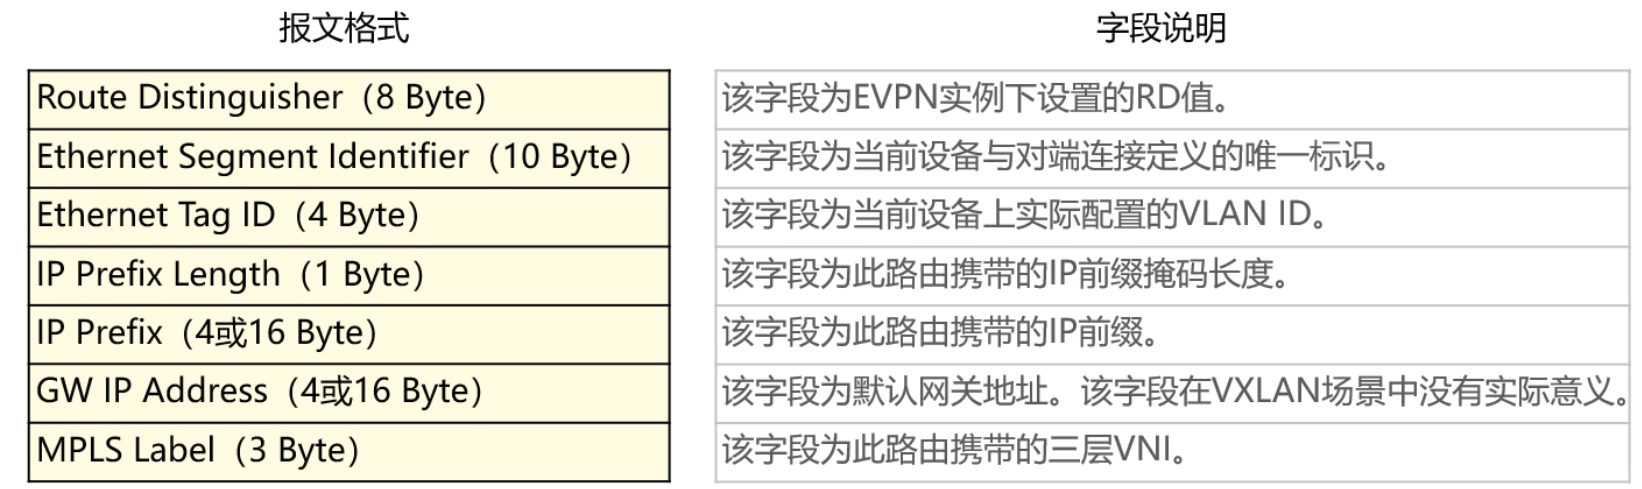 报文格式 字段说明
Route Distinguisher（8 Byte） 该字段为EVPN实例下设置的RD值。
Ethernet Segment Identifier（10 Byte） 该字段为当前设备与对端连接定义的唯一标识。
Ethernet Tag ID（4 Byte） 该字段为当前设备上实际配置的VLAN ID。
IP Prefix Length（1 Byte） 该字段为此路由携带的IP前缀掩码长度。
IP Prefix（4或16 Byte） 该字段为此路由携带的IP前缀。
GW IP Address（4或16 Byte） 该字段为默认网关地址。该字段在VXLAN场景中没有实际意义。
MPLS Label（3 Byte） 该字段为此路由携带的三层VNI。